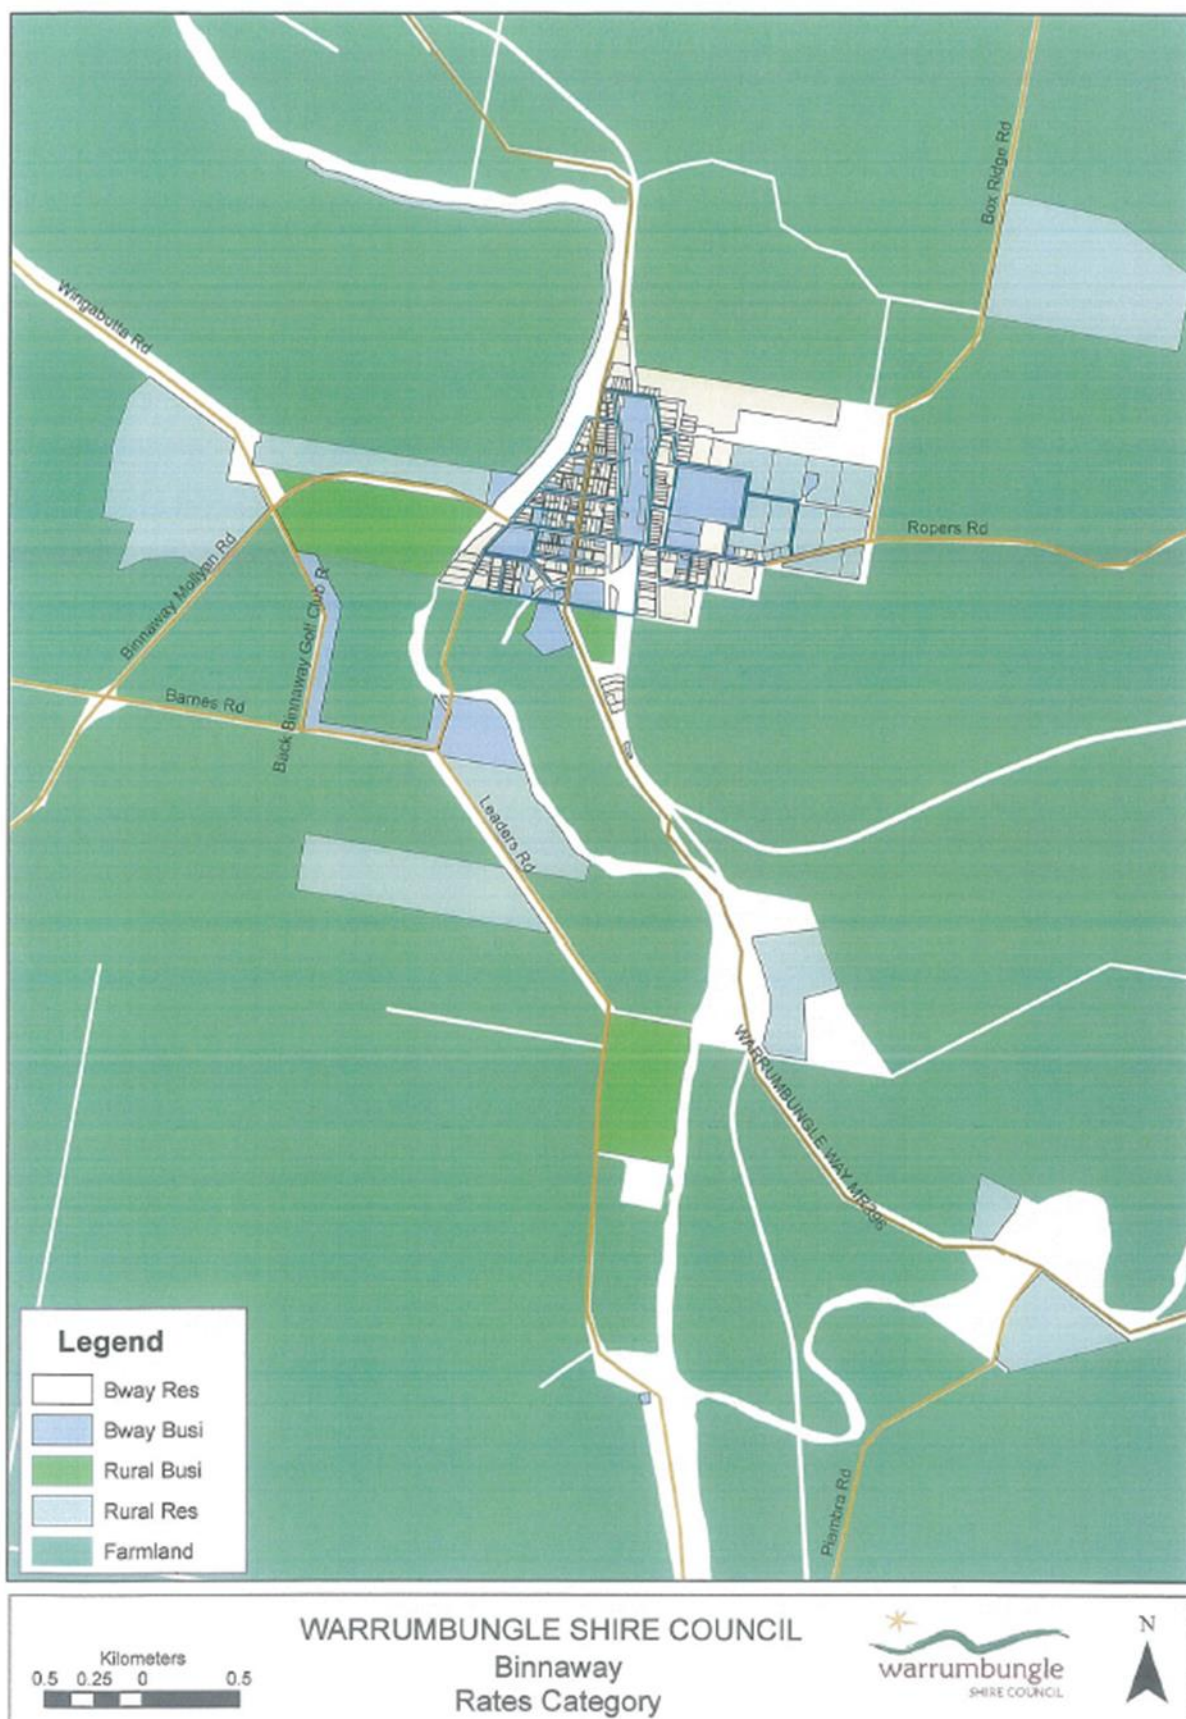 Box Ridge Rd
Wingabutta Rd
Ropers Rd
Binnaway Mollyan Rd
Back Binnaway Golf Club R
Barnes Rd
Leaders Rd
WARRUMBUNGLE WAY MR396
Piambra Rd
Legend
Bway Res
Bway Busi
Rural Busi
Rural Res
Farmland
WARRUMBUNGLE SHIRE COUNCIL
Binnaway
Rates Category
Kilometers
0.5 0.25 0 0.5
warrumbungle
SHIRE COUNCIL
N